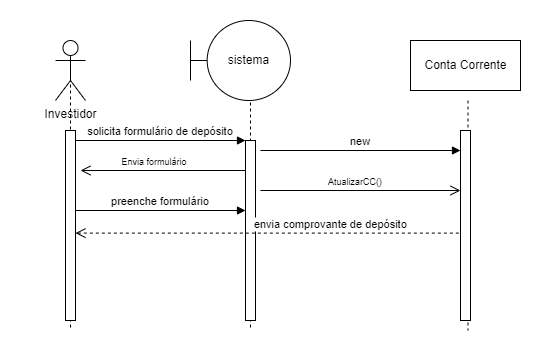 sistema
Conta Corrente
Investidor
solicita formulário de depósito
new
Envia formulário
AtualizarCC()
preenche formulário
envia comprovante de depósito